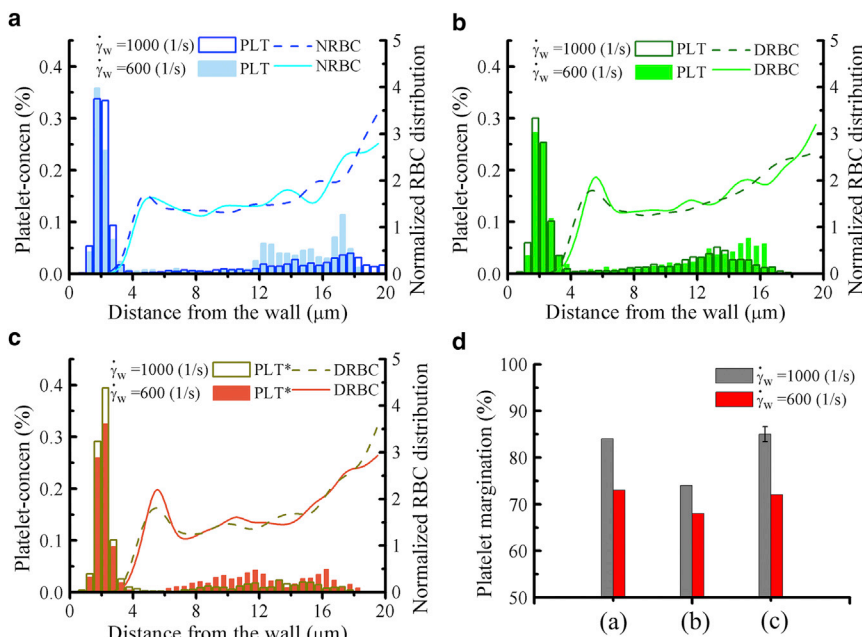 a
γ̇w =1000 (1/s) PLT NRBC
γ̇w =600 (1/s) PLT NRBC
Platelet-concen (%)
0.4
0.3
0.2
0.1
0.0
5
4
3
2
1
0
Normalized RBC distribution
0 4 8 12 16 20
Distance from the wall (μm)
b
γ̇w =1000 (1/s) PLT DRBC
γ̇w =600 (1/s) PLT DRBC
Platelet-concen (%)
0.4
0.3
0.2
0.1
0.0
5
4
3
2
1
0
Normalized RBC distribution
0 4 8 12 16 20
Distance from the wall (μm)
c
γ̇w =1000 (1/s) PLT* DRBC
γ̇w =600 (1/s) PLT* DRBC
Platelet-concen (%)
0.4
0.3
0.2
0.1
0.0
5
4
3
2
1
0
Normalized RBC distribution
0 4 8 12 16 20
Distance from the wall (μm)
d
γ̇w =1000 (1/s)
γ̇w =600 (1/s)
Platelet margination (%)
100
90
80
70
60
50
(a) (b) (c)